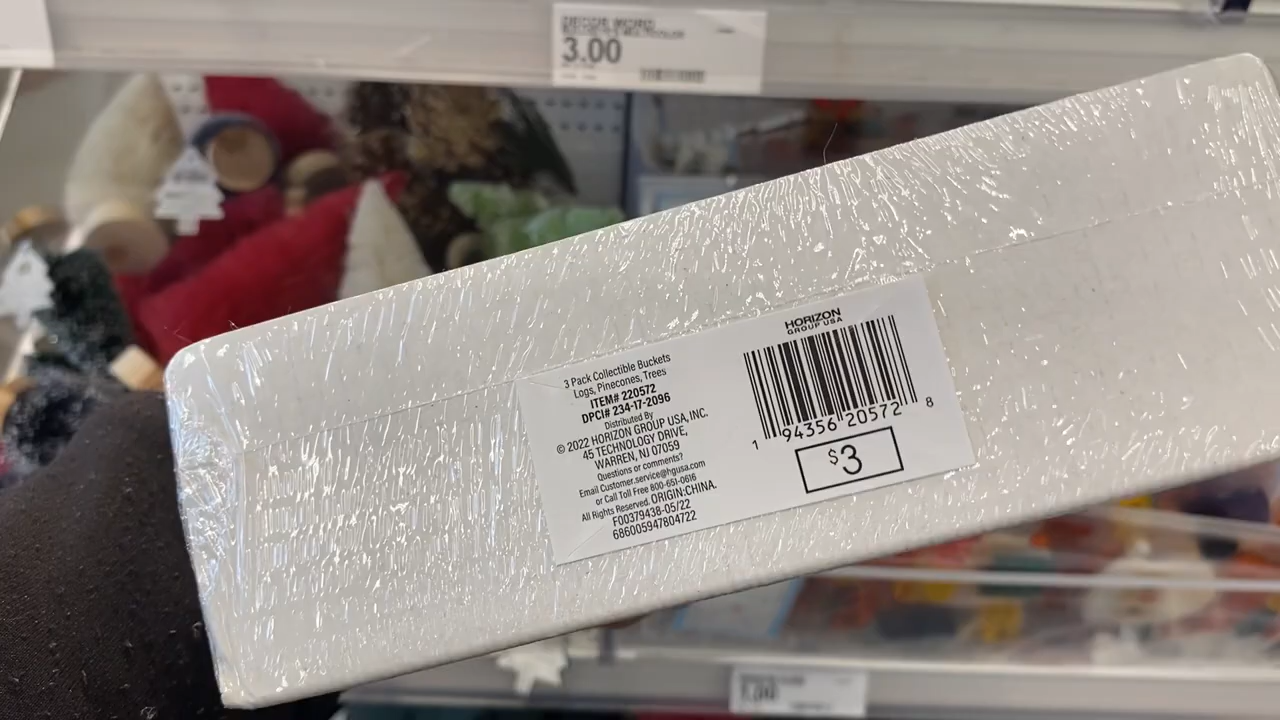 DECOR WORD
3.00
3 Pack Collectible Buckets
Logs, Pinecones, Trees
ITEM# 220572
DPCI# 234-17-2096
Distributed By
© 2022 HORIZON GROUP USA, INC.
45 TECHNOLOGY DRIVE,
WARREN, NJ 07059
Questions or comments?
Email Customer.service@hgusa.com
or Call Toll Free 800-651-0616
All Rights Reserved. ORIGIN:CHINA.
F00379438-05/22
686005947804722
HORIZON
GROUP USA
1 94356 20572 8
$3